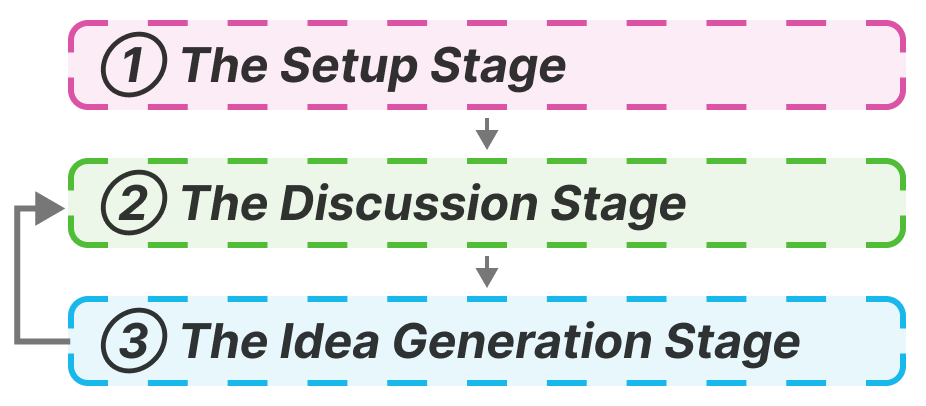 ① The Setup Stage
② The Discussion Stage
③ The Idea Generation Stage